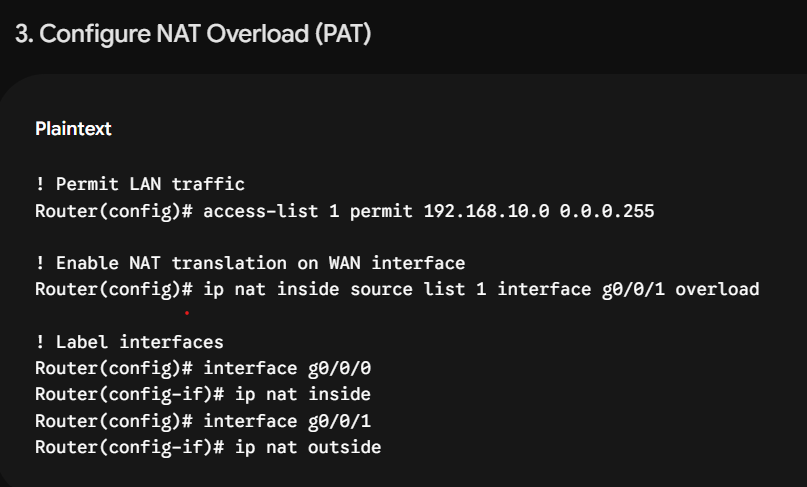 3. Configure NAT Overload (PAT)
Plaintext
! Permit LAN traffic
Router(config)# access-list 1 permit 192.168.10.0 0.0.0.255
! Enable NAT translation on WAN interface
Router(config)# ip nat inside source list 1 interface g0/0/1 overload
! Label interfaces
Router(config)# interface g0/0/0
Router(config-if)# ip nat inside
Router(config)# interface g0/0/1
Router(config-if)# ip nat outside